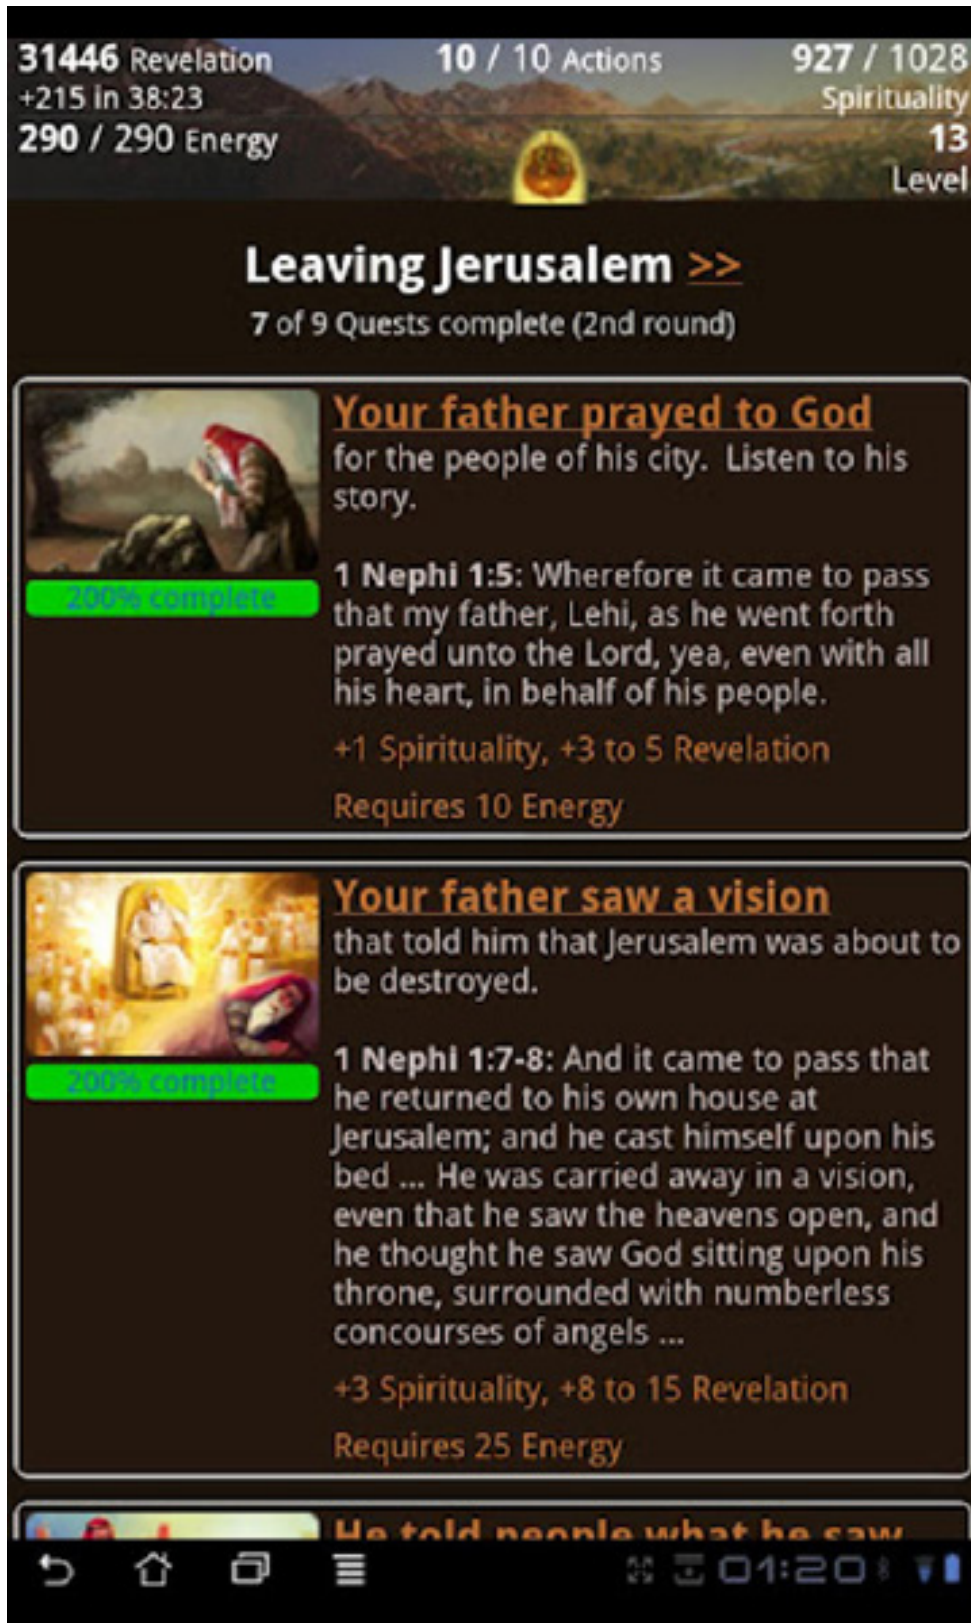 31446 Revelation
10 / 10 Actions
927 / 1028
+215 in 38:23
Spirituality
290 / 290 Energy
13
Level
Leaving Jerusalem >>
7 of 9 Quests complete (2nd round)
Your father prayed to God
for the people of his city. Listen to his
story.
200% complete
1 Nephi 1:5: Wherefore it came to pass
that my father, Lehi, as he went forth
prayed unto the Lord, yea, even with all
his heart, in behalf of his people.
+1 Spirituality, +3 to 5 Revelation
Requires 10 Energy
Your father saw a vision
that told him that Jerusalem was about to
be destroyed.
200% complete
1 Nephi 1:7-8: And it came to pass that
he returned to his own house at
Jerusalem; and he cast himself upon his
bed ... He was carried away in a vision,
even that he saw the heavens open, and
he thought he saw God sitting upon his
throne, surrounded with numberless
concourses of angels ...
+3 Spirituality, +8 to 15 Revelation
Requires 25 Energy
He told people what he saw
01:20